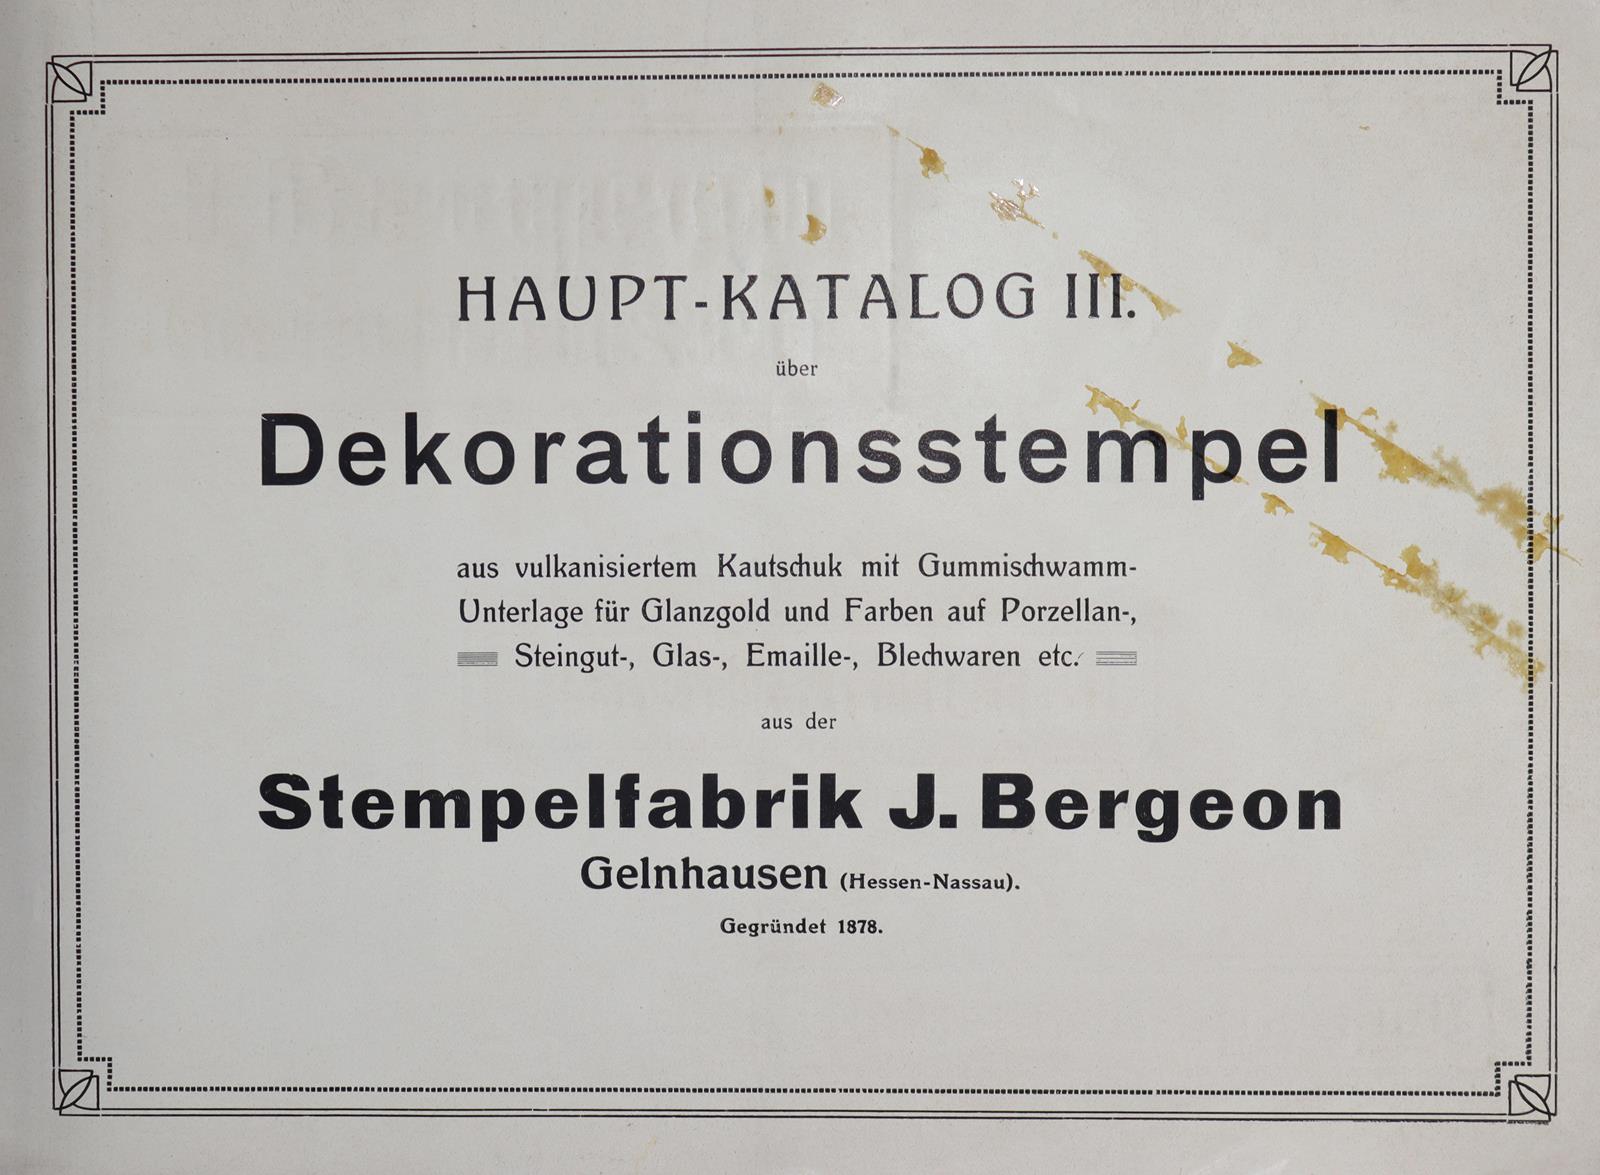 HAUPT-KATALOG III.
über
Dekorationsstempel
aus vulkanisiertem Kautschuk mit Gummischwamm-
Unterlage für Glanzgold und Farben auf Porzellan-,
Steingut-, Glas-, Emaille-, Blechwaren etc.
aus der
Stempelfabrik J. Bergeon
Gelnhausen (Hessen-Nassau).
Gegründet 1878.